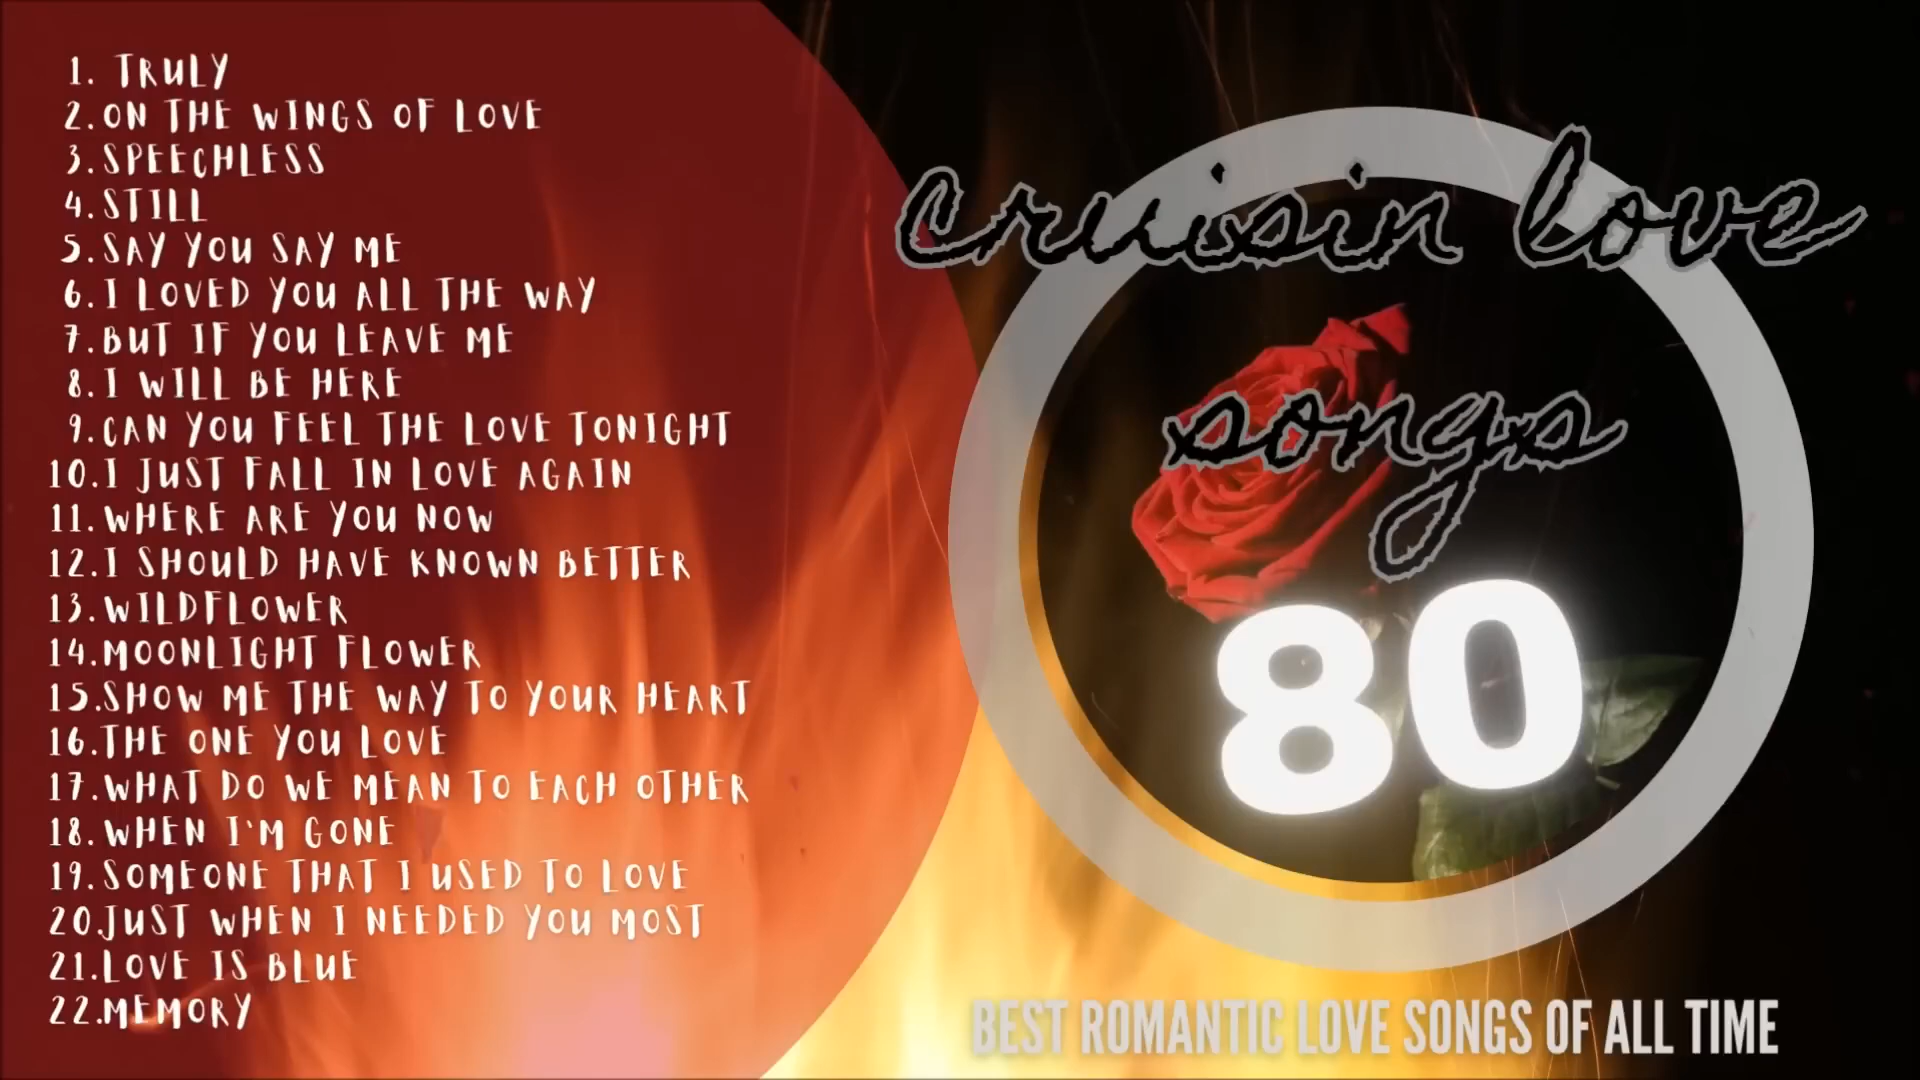 1. TRULY
2. ON THE WINGS OF LOVE
3. SPEECHLESS
4. STILL
5. SAY YOU SAY ME
6. I LOVED YOU ALL THE WAY
7. BUT IF YOU LEAVE ME
8. I WILL BE HERE
9. CAN YOU FEEL THE LOVE TONIGHT
10. I JUST FALL IN LOVE AGAIN
11. WHERE ARE YOU NOW
12. I SHOULD HAVE KNOWN BETTER
13. WILDFLOWER
14. MOONLIGHT FLOWER
15. SHOW ME THE WAY TO YOUR HEART
16. THE ONE YOU LOVE
17. WHAT DO WE MEAN TO EACH OTHER
18. WHEN I'M GONE
19. SOMEONE THAT I USED TO LOVE
20. JUST WHEN I NEEDED YOU MOST
21. LOVE IS BLUE
22. MEMORY
cruisin love
songs
80
BEST ROMANTIC LOVE SONGS OF ALL TIME